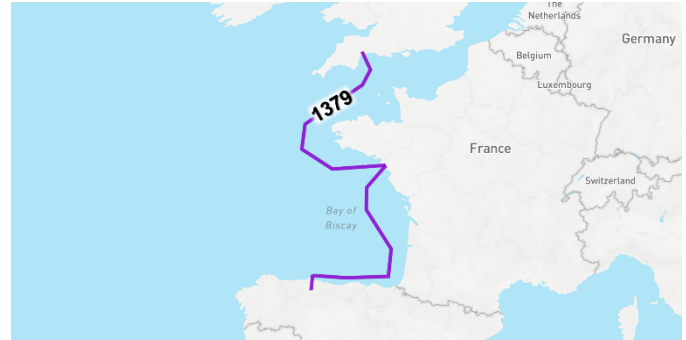 The
Netherlands
Germany
Belgium
Luxembourg
1379
France
Switzerland
Bay of
Biscay